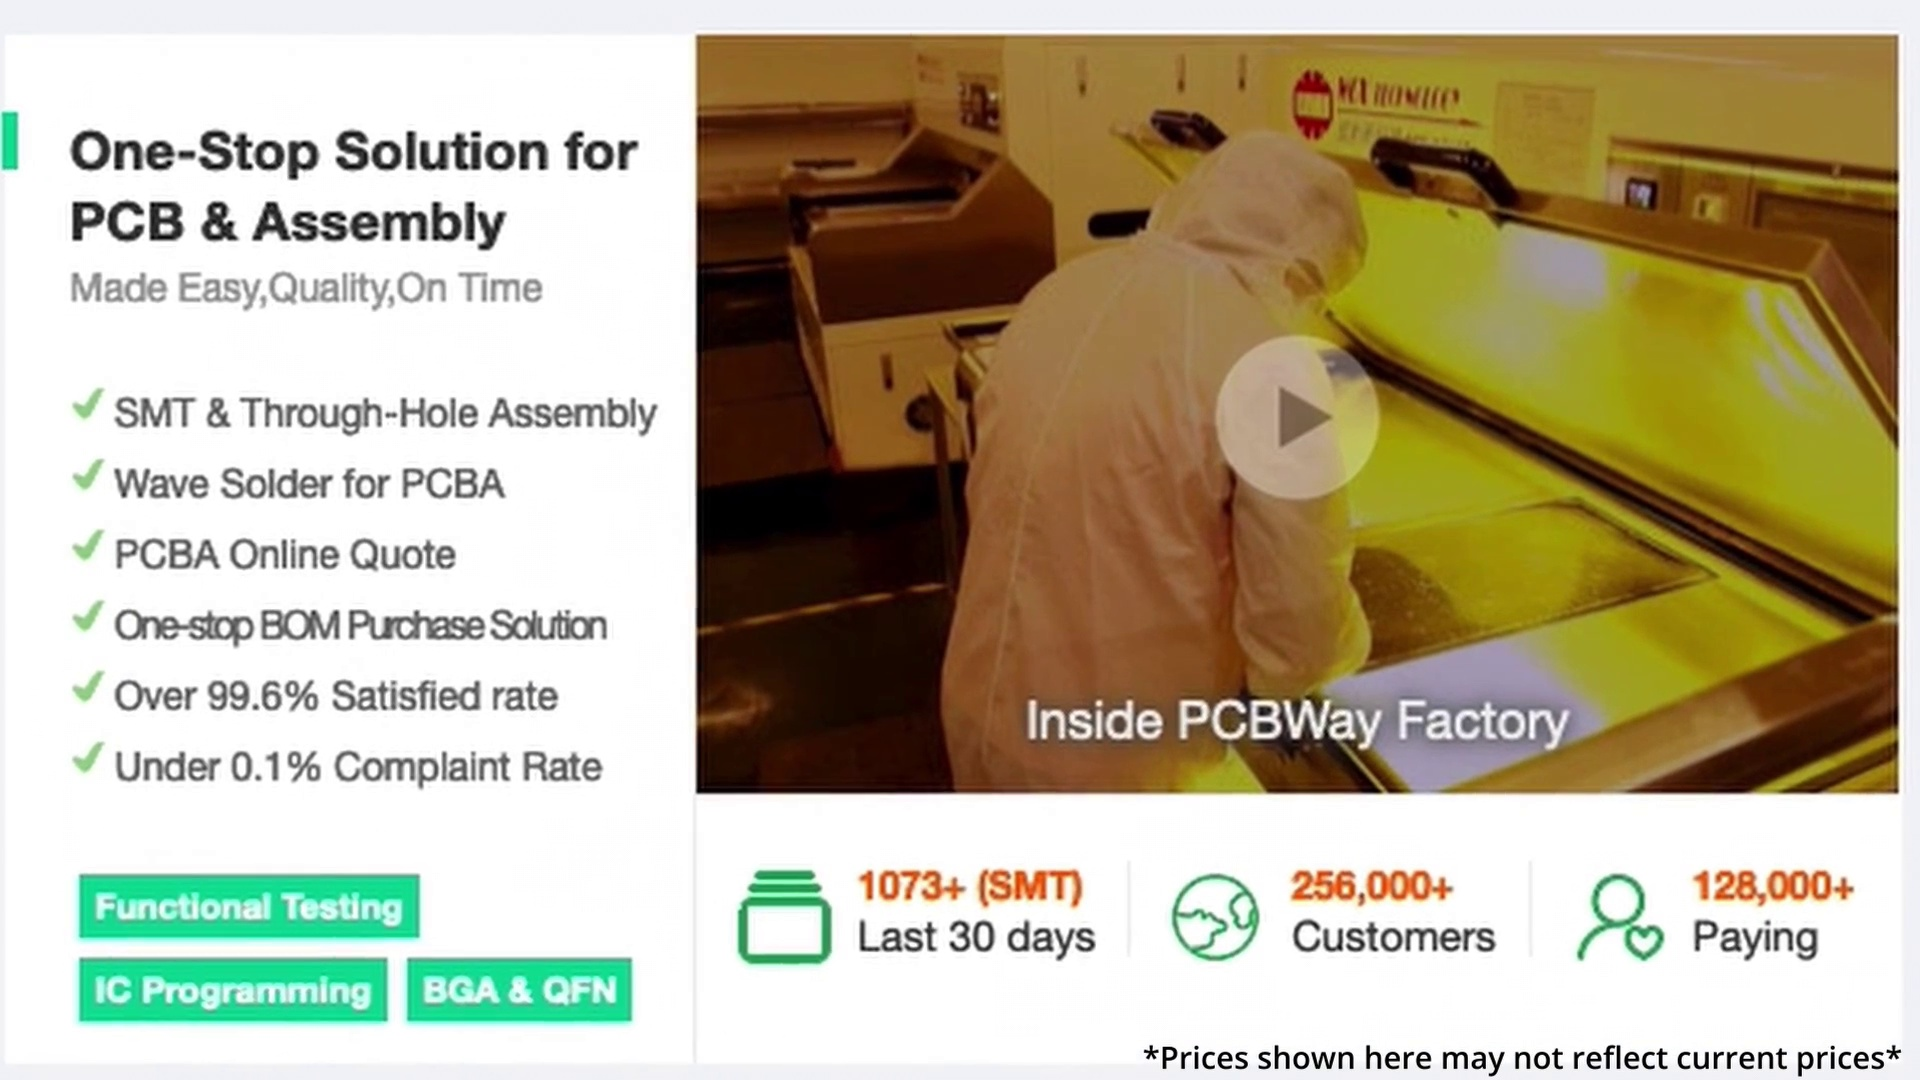 One-Stop Solution for
PCB & Assembly
Made Easy,Quality,On Time
SMT & Through-Hole Assembly
Wave Solder for PCBA
PCBA Online Quote
One-stop BOM Purchase Solution
Over 99.6% Satisfied rate
Under 0.1% Complaint Rate
Functional Testing
IC Programming
BGA & QFN
Inside PCBWay Factory
1073+ (SMT)
Last 30 days
256,000+
Customers
128,000+
Paying
*Prices shown here may not reflect current prices*